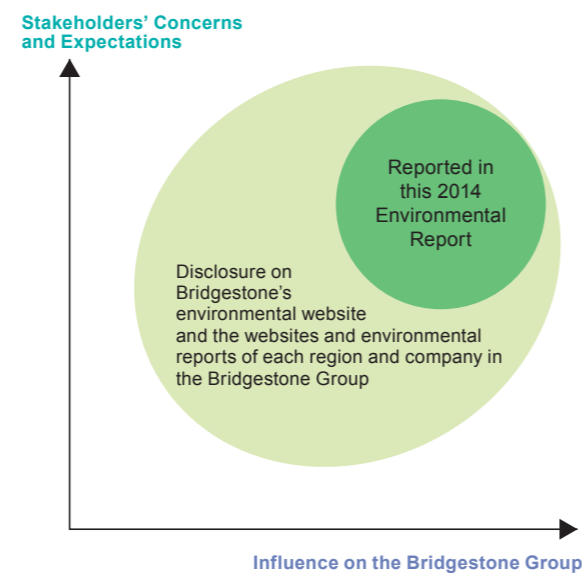 Stakeholders’ Concerns
and Expectations
Reported in
this 2014
Environmental
Report
Disclosure on
Bridgestone’s
environmental website
and the websites and environmental
reports of each region and company in
the Bridgestone Group
Influence on the Bridgestone Group